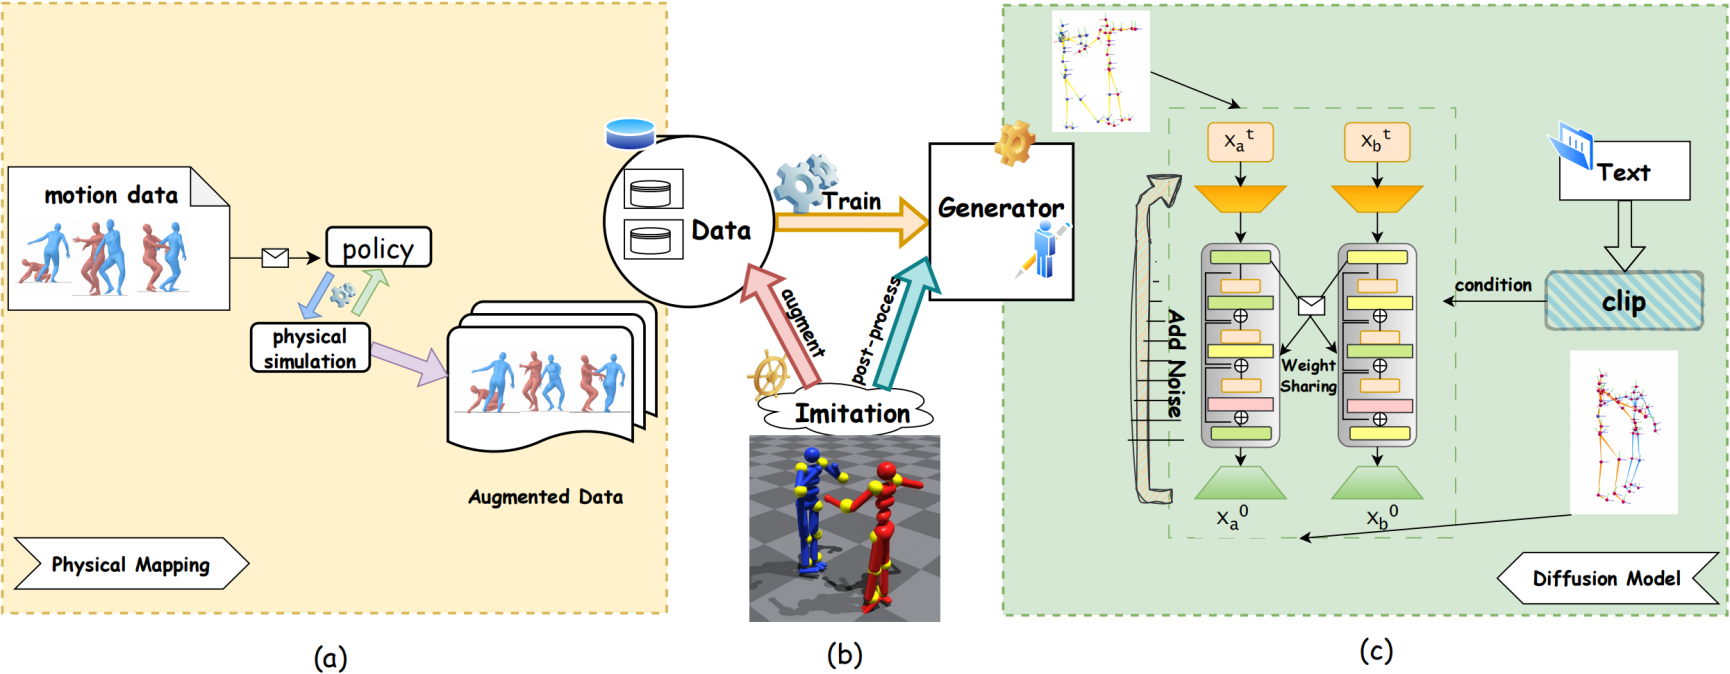 motion data
policy
physical
simulation
Augmented Data
Physical Mapping
(a)
Data
Train
Generator
augment
post-process
Imitation
(b)
X_a^t
X_b^t
Text
clip
condition
Add Noise
Weight
Sharing
X_a^0
X_b^0
Diffusion Model
(c)